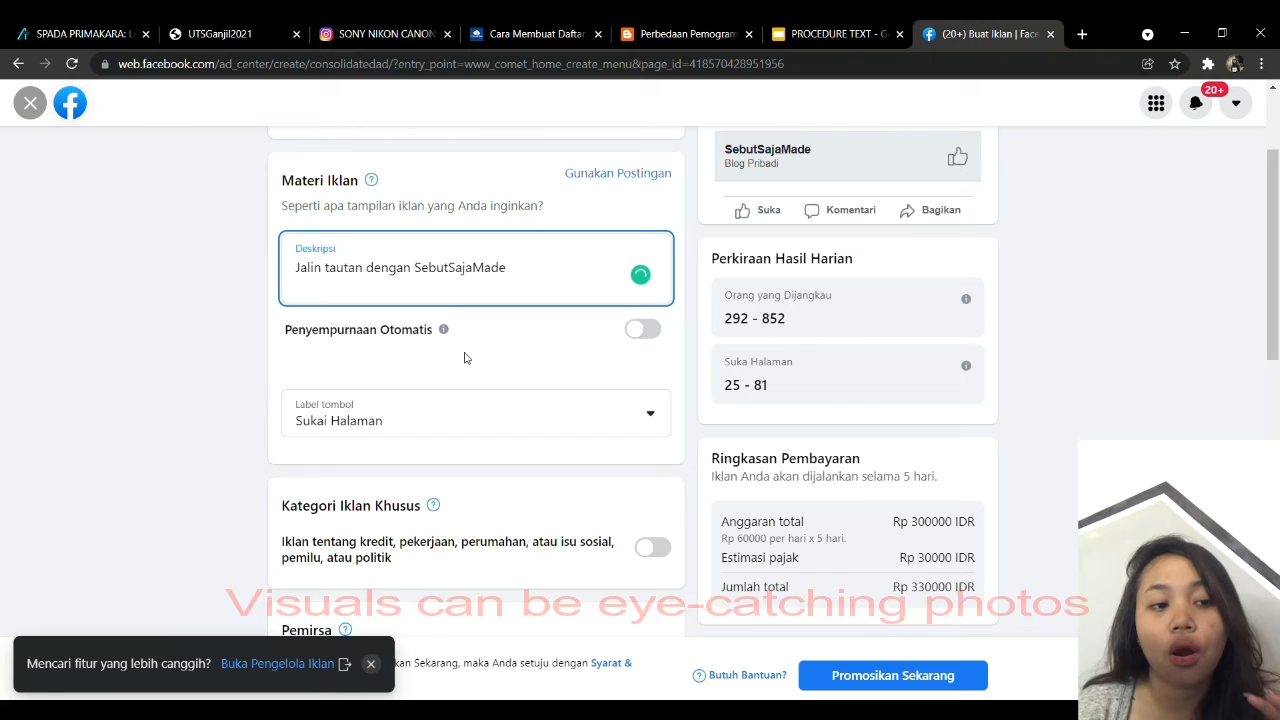 SPADA PRIMAKARA: L
UTSGanjil2021
SONY NIKON CANON
Cara Membuat Daftar
Perbedaan Pemogram
PROCEDURE TEXT - G
(20+) Buat Iklan | Face
web.facebook.com/ad_center/create/consolidatedad/?entry_point=www_comet_home_create_menu&page_id=418570428951956
20+
Materi Iklan
Gunakan Postingan
Seperti apa tampilan iklan yang Anda inginkan?
Deskripsi
Jalin tautan dengan SebutSajaMade
Penyempurnaan Otomatis
Label tombol
Sukai Halaman
Kategori Iklan Khusus
Iklan tentang kredit, pekerjaan, perumahan, atau isu sosial,
pemilu, atau politik
Pemirsa
SebutSajaMade
Blog Pribadi
Suka Komentari Bagikan
Perkiraan Hasil Harian
Orang yang Dijangkau
292 - 852
Suka Halaman
25 - 81
Ringkasan Pembayaran
Iklan Anda akan dijalankan selama 5 hari.
Anggaran total Rp 300000 IDR
Rp 60000 per hari x 5 hari.
Estimasi pajak Rp 30000 IDR
Jumlah total Rp 330000 IDR
Visuals can be eye-catching photos
Mencari fitur yang lebih canggih? Buka Pengelola Iklan
kan Sekarang, maka Anda setuju dengan Syarat &
Butuh Bantuan?
Promosikan Sekarang